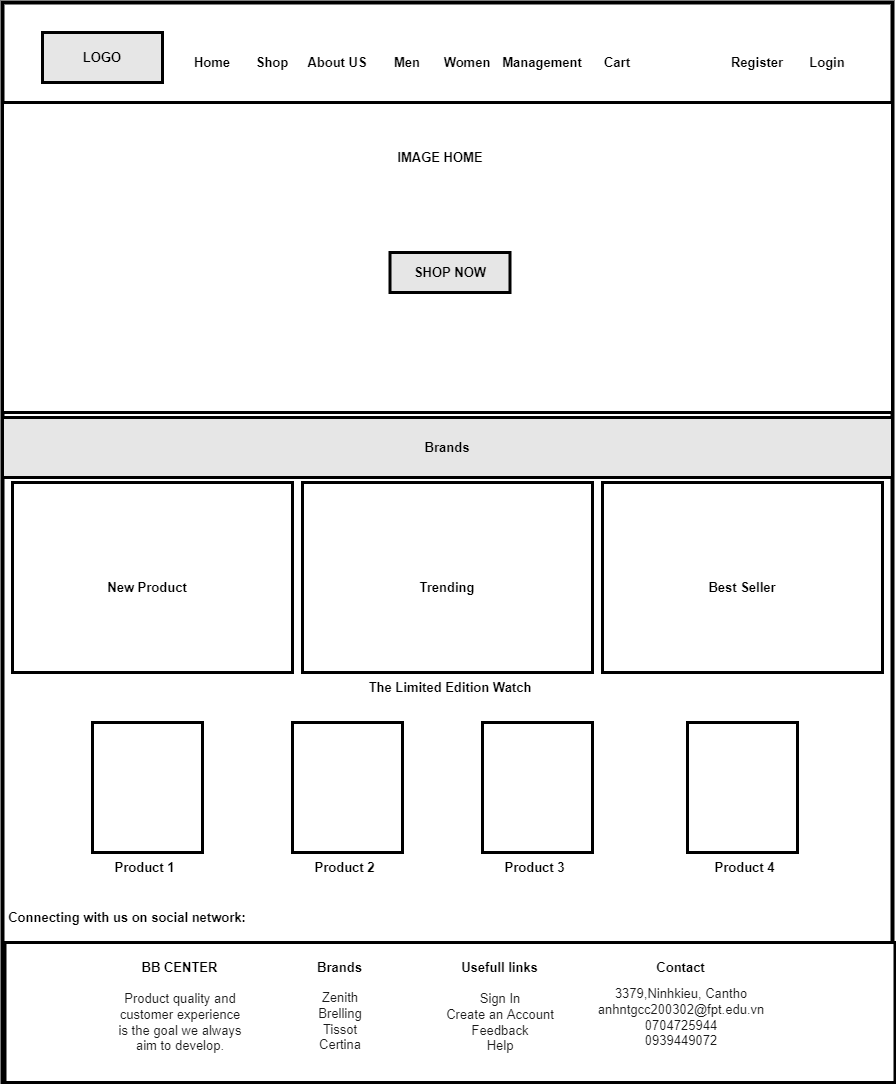 LOGO
Home Shop About US Men Women Management Cart Register Login
IMAGE HOME
SHOP NOW
Brands
New Product Trending Best Seller
The Limited Edition Watch
Product 1 Product 2 Product 3 Product 4
Connecting with us on social network:
BB CENTER
Product quality and
customer experience
is the goal we always
aim to develop.
Brands
Zenith
Brelling
Tissot
Certina
Usefull links
Sign In
Create an Account
Feedback
Help
Contact
3379,Ninhkieu, Cantho
anhntgcc200302@fpt.edu.vn
0704725944
0939449072